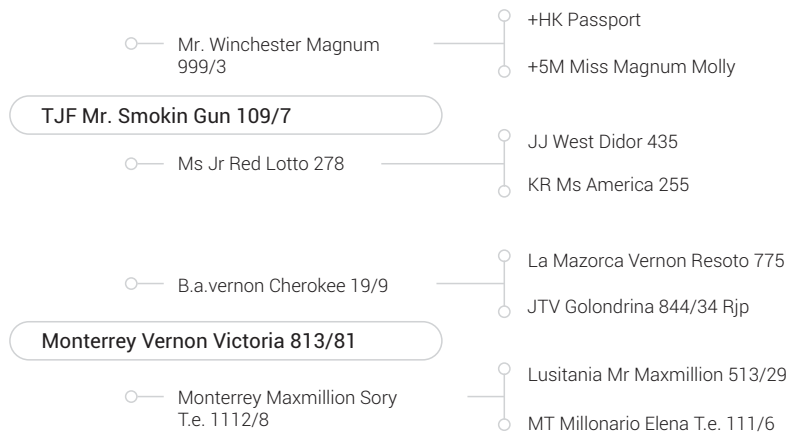 +HK Passport
Mr. Winchester Magnum
999/3
+5M Miss Magnum Molly
TJF Mr. Smokin Gun 109/7
JJ West Didor 435
Ms Jr Red Lotto 278
KR Ms America 255
La Mazorca Vernon Resoto 775
B.a.vernon Cherokee 19/9
JTV Golondrina 844/34 Rjp
Monterrey Vernon Victoria 813/81
Lusitania Mr Maxmillion 513/29
Monterrey Maxmillion Sory
T.e. 1112/8
MT Millonario Elena T.e. 111/6